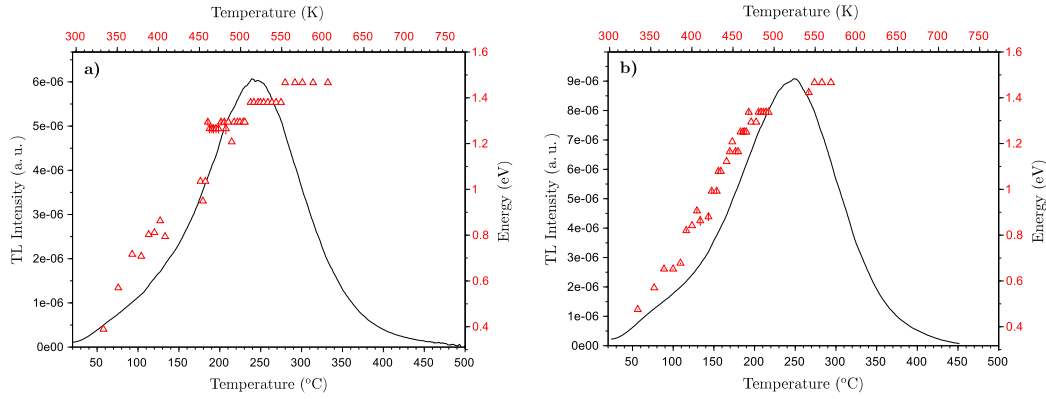 Temperature (K)
300 350 400 450 500 550 600 650 700 750
a)
TL Intensity (a. u.)
6e-06
5e-06
4e-06
3e-06
2e-06
1e-06
0e00
1.6
1.4
1.2
1
0.8
0.6
0.4
Energy (eV)
50 100 150 200 250 300 350 400 450 500
Temperature (°C)
Temperature (K)
300 350 400 450 500 550 600 650 700 750
b)
TL Intensity (a. u.)
9e-06
8e-06
7e-06
6e-06
5e-06
4e-06
3e-06
2e-06
1e-06
0e00
1.6
1.4
1.2
1
0.8
0.6
0.4
Energy (eV)
50 100 150 200 250 300 350 400 450 500
Temperature (°C)